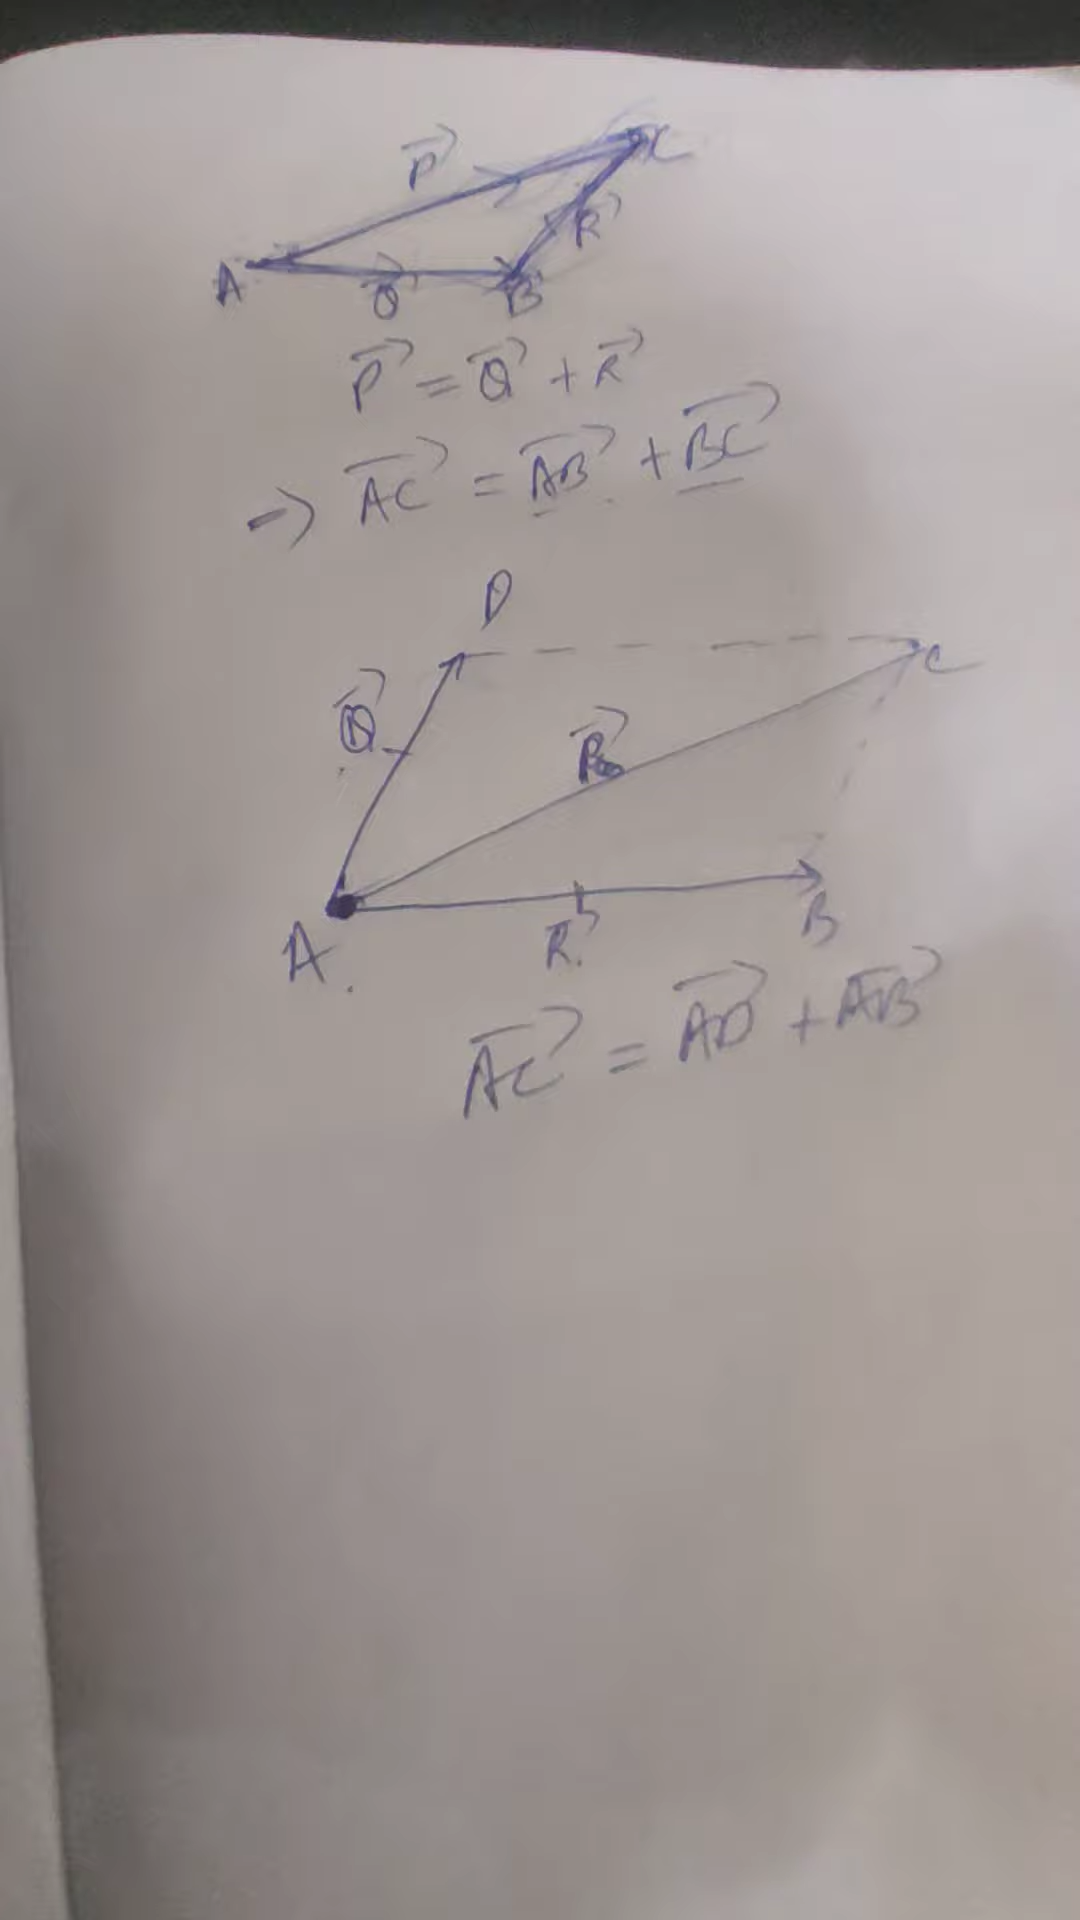 P⃗
C
R⃗
A
Q⃗
B
P⃗ = Q⃗ + R⃗
→ AC⃗ = AB⃗ + BC⃗
D
C
Q⃗
P⃗
A
R⃗
B
AC⃗ = AD⃗ + AB⃗